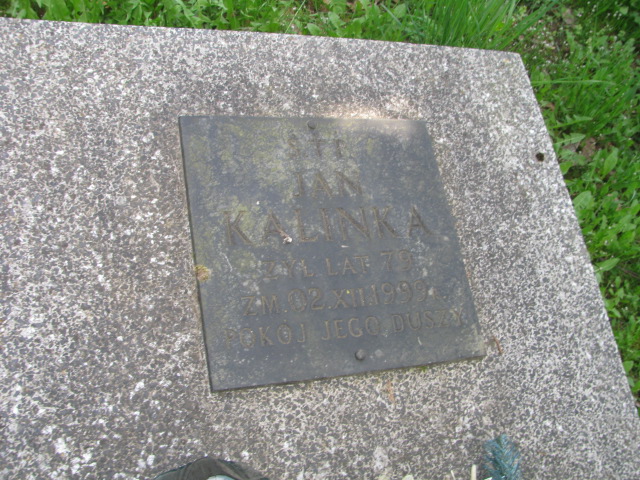 Ś.†P.
JAN
KALINKA
ŻYŁ LAT 79
ZM. 02.XII.1999 R.
POKÓJ JEGO DUSZY